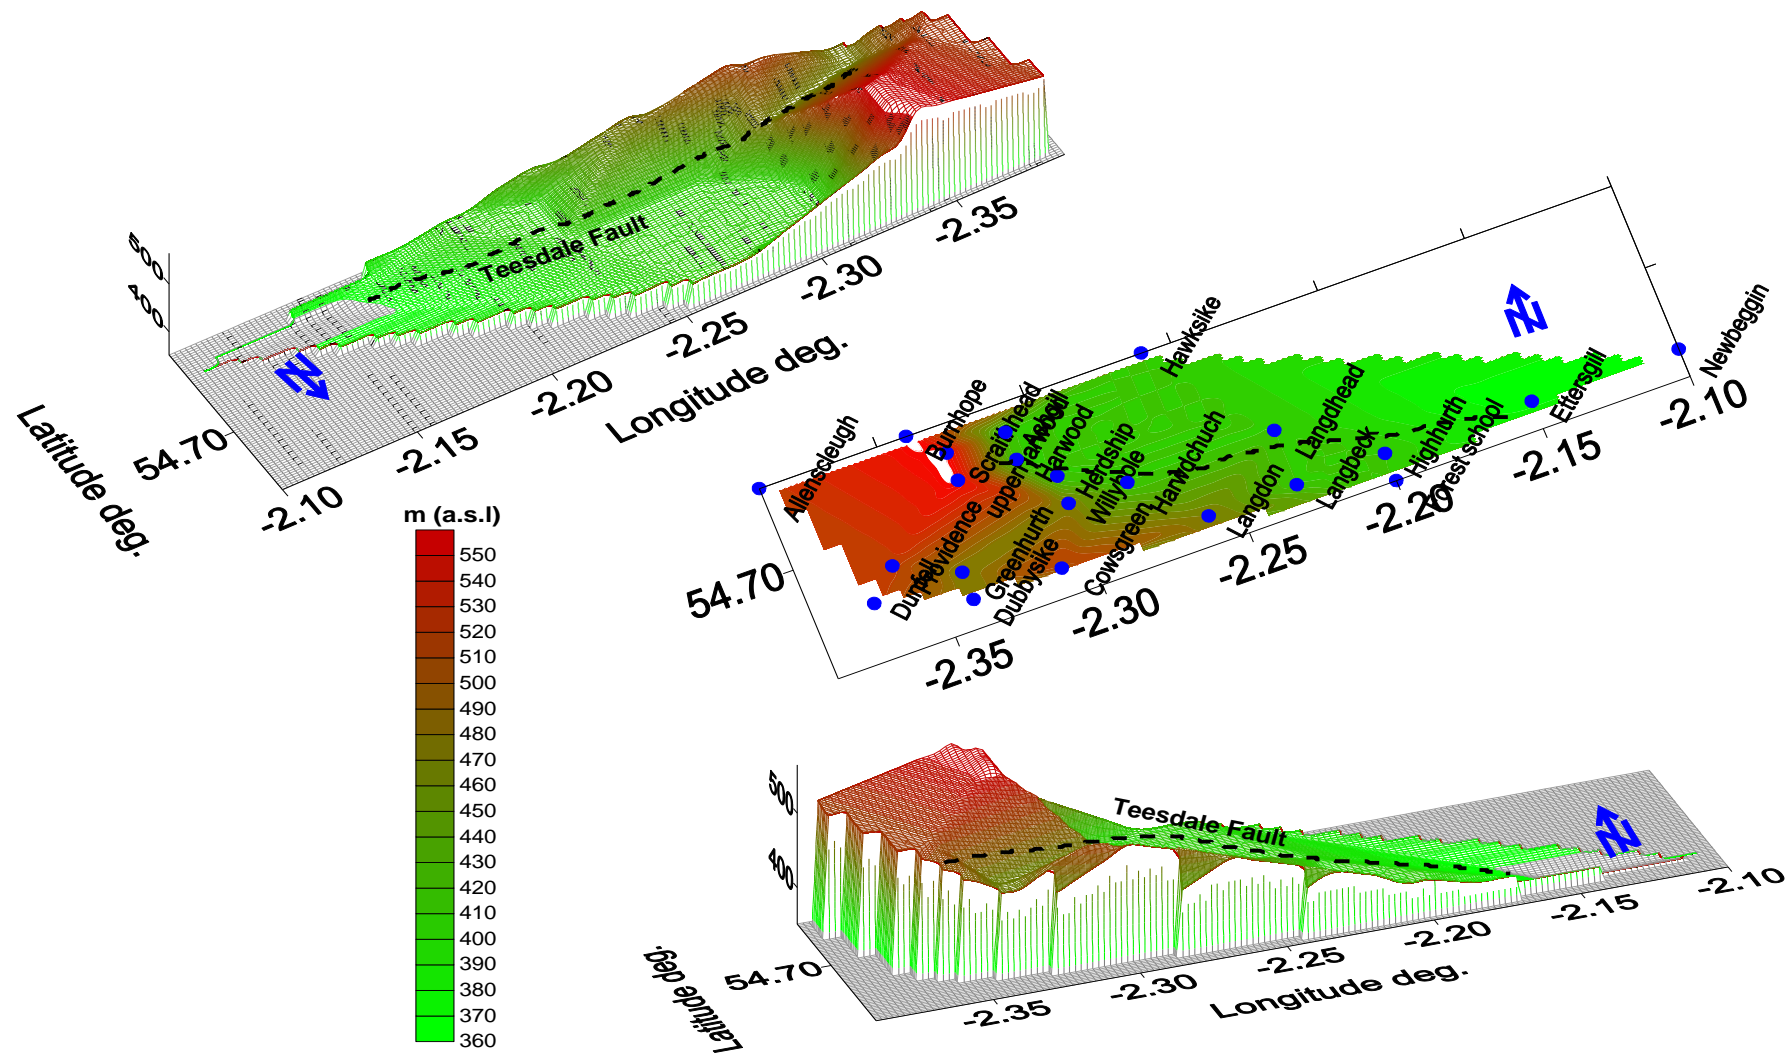 500
400
Teesdale Fault
-2.35
-2.30
-2.25
-2.20
-2.15
-2.10
54.70
Longitude deg.
Latitude deg.
N
m (a.s.l)
550
540
530
520
510
500
490
480
470
460
450
440
430
420
410
400
390
380
370
360
Allenscleugh
Burnhope
Scraithhead
Harwood
Hawksike
Herdship
Willyhole
Harwdchuch
Langdhead
Langdon
Langbeck
Highhurth
Forest school
Ettersgill
Newbeggin
Providence
Greenhurth
Dubbysike
Cowsgreen
N
54.70
-2.35
-2.30
-2.25
-2.20
-2.15
-2.10
500
400
Teesdale Fault
N
54.70
Latitude deg.
-2.35
-2.30
-2.25
-2.20
-2.15
-2.10
Longitude deg.